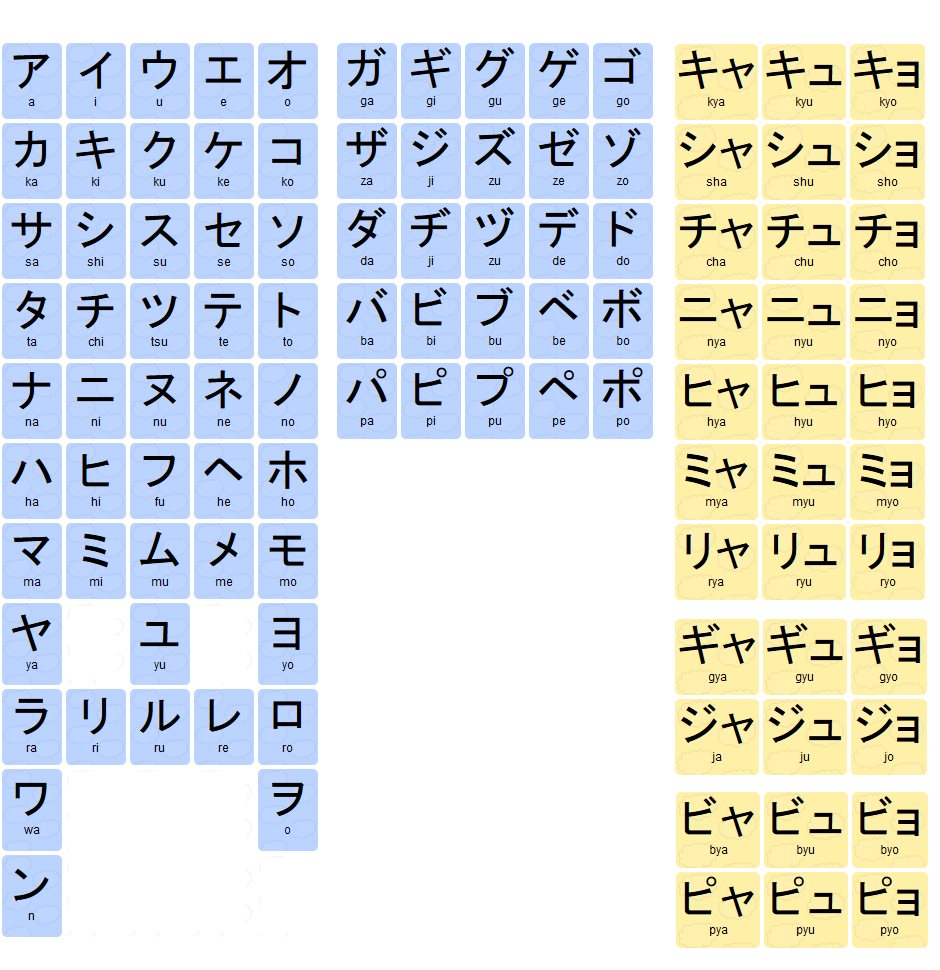 ア イ ウ エ オ ガ ギ グ ゲ ゴ キャ キュ キョ
a i u e o ga gi gu ge go kya kyu kyo
カ キ ク ケ コ ザ ジ ズ ゼ ゾ シャ シュ ショ
ka ki ku ke ko za ji zu ze zo sha shu sho
サ シ ス セ ソ ダ ヂ ヅ デ ド チャ チュ チョ
sa shi su se so da ji zu de do cha chu cho
タ チ ツ テ ト バ ビ ブ ベ ボ ニャ ニュ ニョ
ta chi tsu te to ba bi bu be bo nya nyu nyo
ナ ニ ヌ ネ ノ パ ピ プ ペ ポ ヒャ ヒュ ヒョ
na ni nu ne no pa pi pu pe po hya hyu hyo
ハ ヒ フ ヘ ホ ミャ ミュ ミョ
ha hi fu he ho mya myu myo
マ ミ ム メ モ リャ リュ リョ
ma mi mu me mo rya ryu ryo
ヤ ユ ヨ ギャ ギュ ギョ
ya yu yo gya gyu gyo
ラ リ ル レ ロ ジャ ジュ ジョ
ra ri ru re ro ja ju jo
ワ ヲ ビャ ビュ ビョ
wa o bya byu byo
ン ピャ ピュ ピョ
n pya pyu pyo